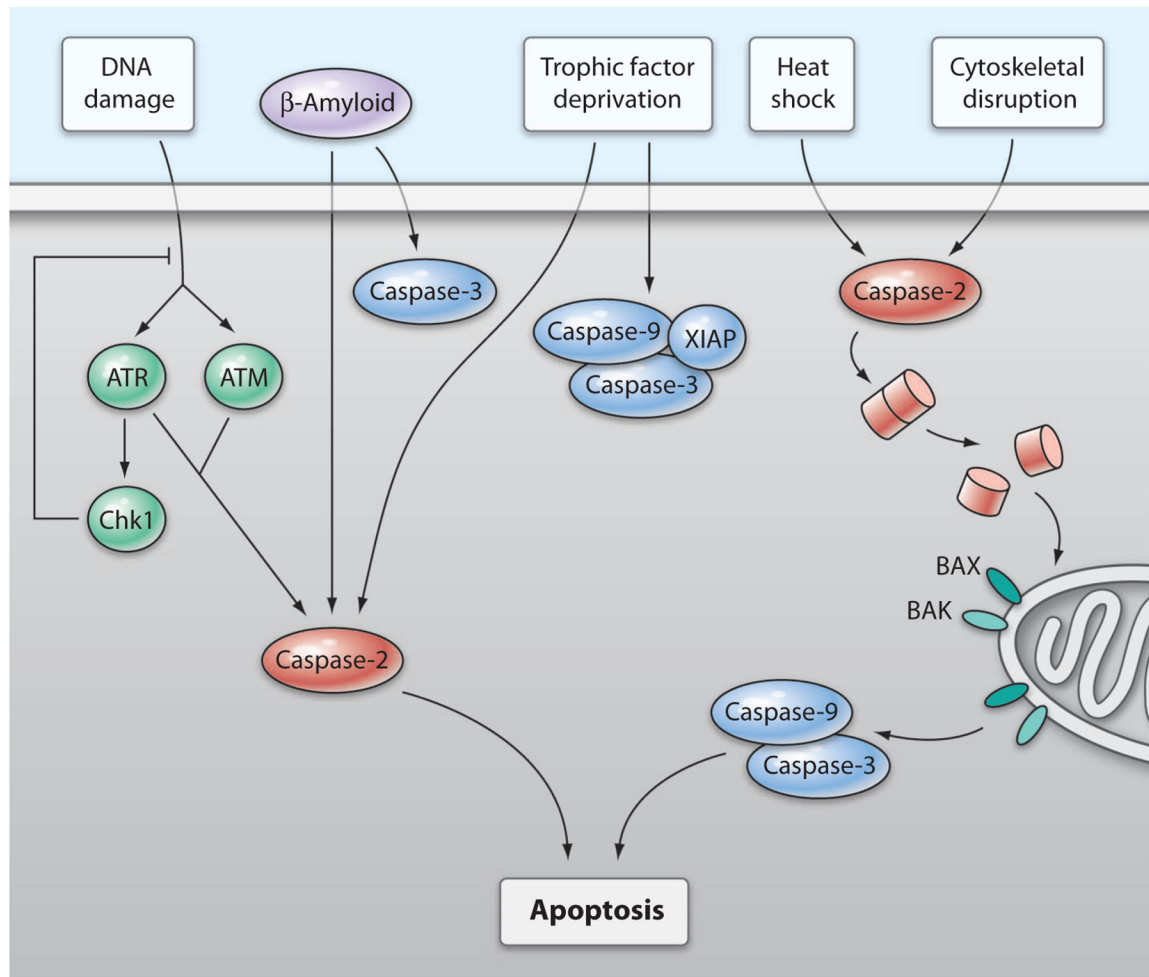 DNA
damage
β-Amyloid
Trophic factor
deprivation
Heat
shock
Cytoskeletal
disruption
Caspase-3
Caspase-2
Caspase-9
XIAP
Caspase-3
ATR
ATM
Chk1
BAX
BAK
Caspase-2
Caspase-9
Caspase-3
Apoptosis